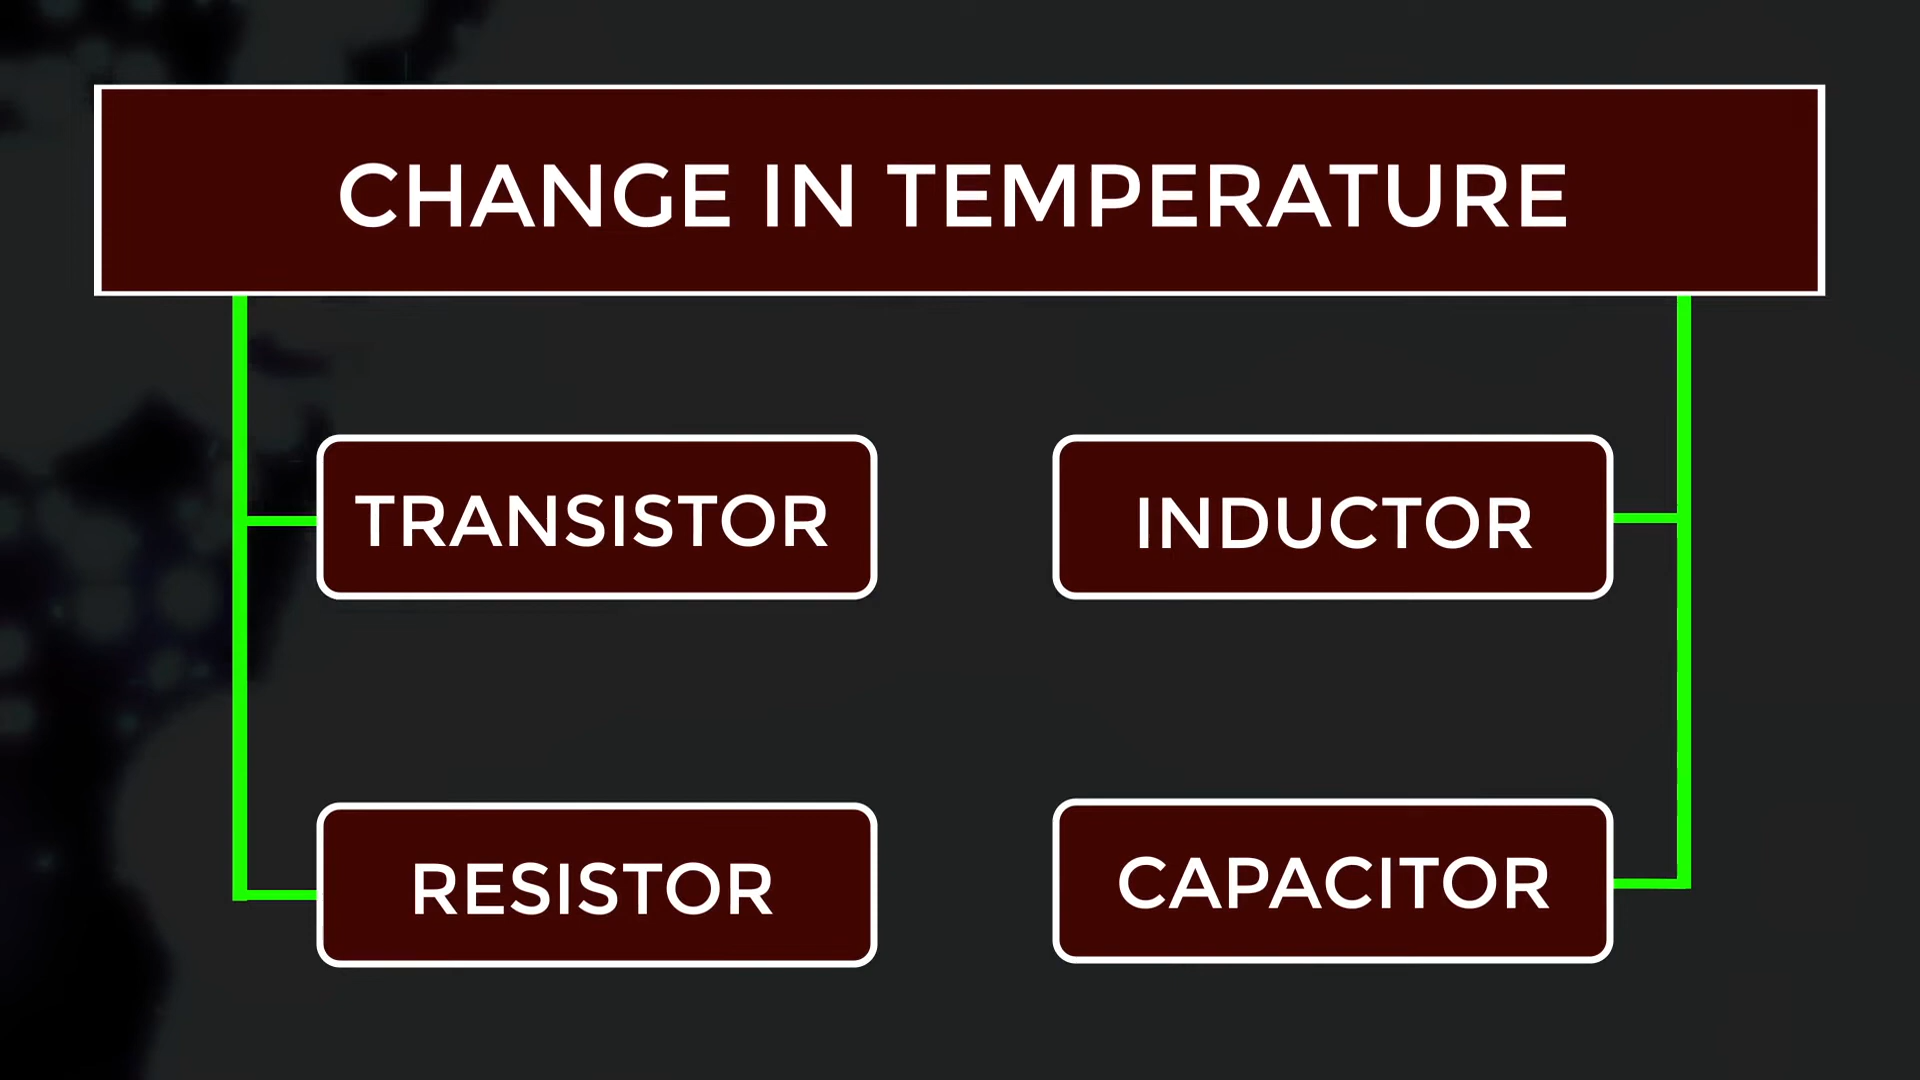 CHANGE IN TEMPERATURE
TRANSISTOR
INDUCTOR
RESISTOR
CAPACITOR